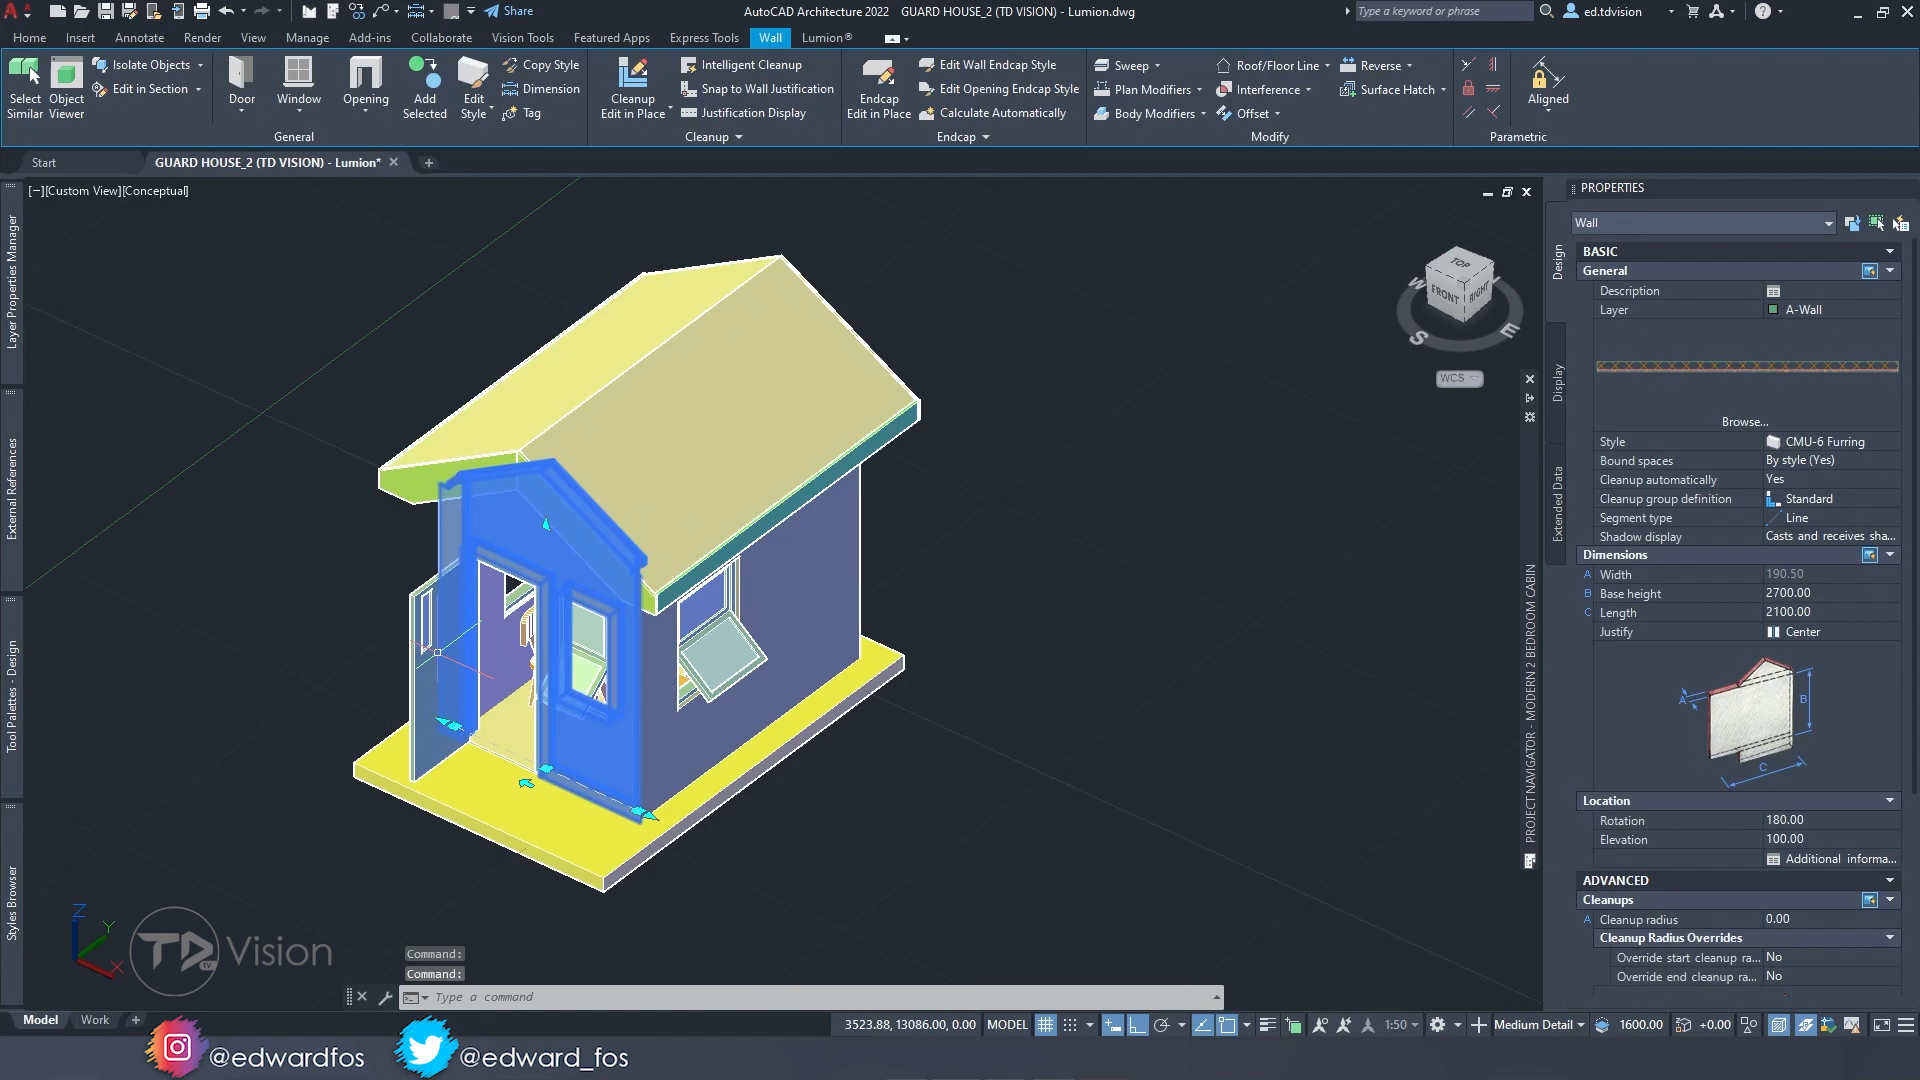 Share
AutoCAD Architecture 2022 GUARD HOUSE_2 (TD VISION) - Lumion.dwg
Type a keyword or phrase
ed.tdvision
Home Insert Annotate Render View Manage Add-ins Collaborate Vision Tools Featured Apps Express Tools Wall Lumion®
Select Similar
Object Viewer
Isolate Objects
Edit in Section
Door
Window
Opening
Add Selected
Edit Style
Copy Style
Dimension
Tag
General
Cleanup Edit in Place
Intelligent Cleanup
Snap to Wall Justification
Justification Display
Cleanup
Endcap Edit in Place
Edit Wall Endcap Style
Edit Opening Endcap Style
Calculate Automatically
Endcap
Sweep
Plan Modifiers
Body Modifiers
Roof/Floor Line
Interference
Offset
Reverse
Surface Hatch
Modify
Aligned
Parametric
Start
GUARD HOUSE_2 (TD VISION) - Lumion*
[−][Custom View][Conceptual]
Layer Properties Manager
External References
Tool Palettes - Design
Styles Browser
TOP
FRONT
RIGHT
W
S
E
WCS
PROJECT NAVIGATOR - MODERN 2 BEDROOM CABIN
Design
Display
Extended Data
PROPERTIES
Wall
BASIC
General
Description
Layer A-Wall
Browse...
Style CMU-6 Furring
Bound spaces By style (Yes)
Cleanup automatically Yes
Cleanup group definition Standard
Segment type Line
Shadow display Casts and receives sha...
Dimensions
A Width 190.50
B Base height 2700.00
C Length 2100.00
Justify Center
A
B
C
Location
Rotation 180.00
Elevation 100.00
Additional informa...
ADVANCED
Cleanups
A Cleanup radius 0.00
Cleanup Radius Overrides
Override start cleanup ra... No
Override end cleanup ra... No
Z
Y
X
TD
TV
Vision
Command:
Command:
Type a command
Model Work
3523.88, 13086.00, 0.00 MODEL
1:50
Medium Detail
1600.00
+0.00
@edwardfos
@edward_fos